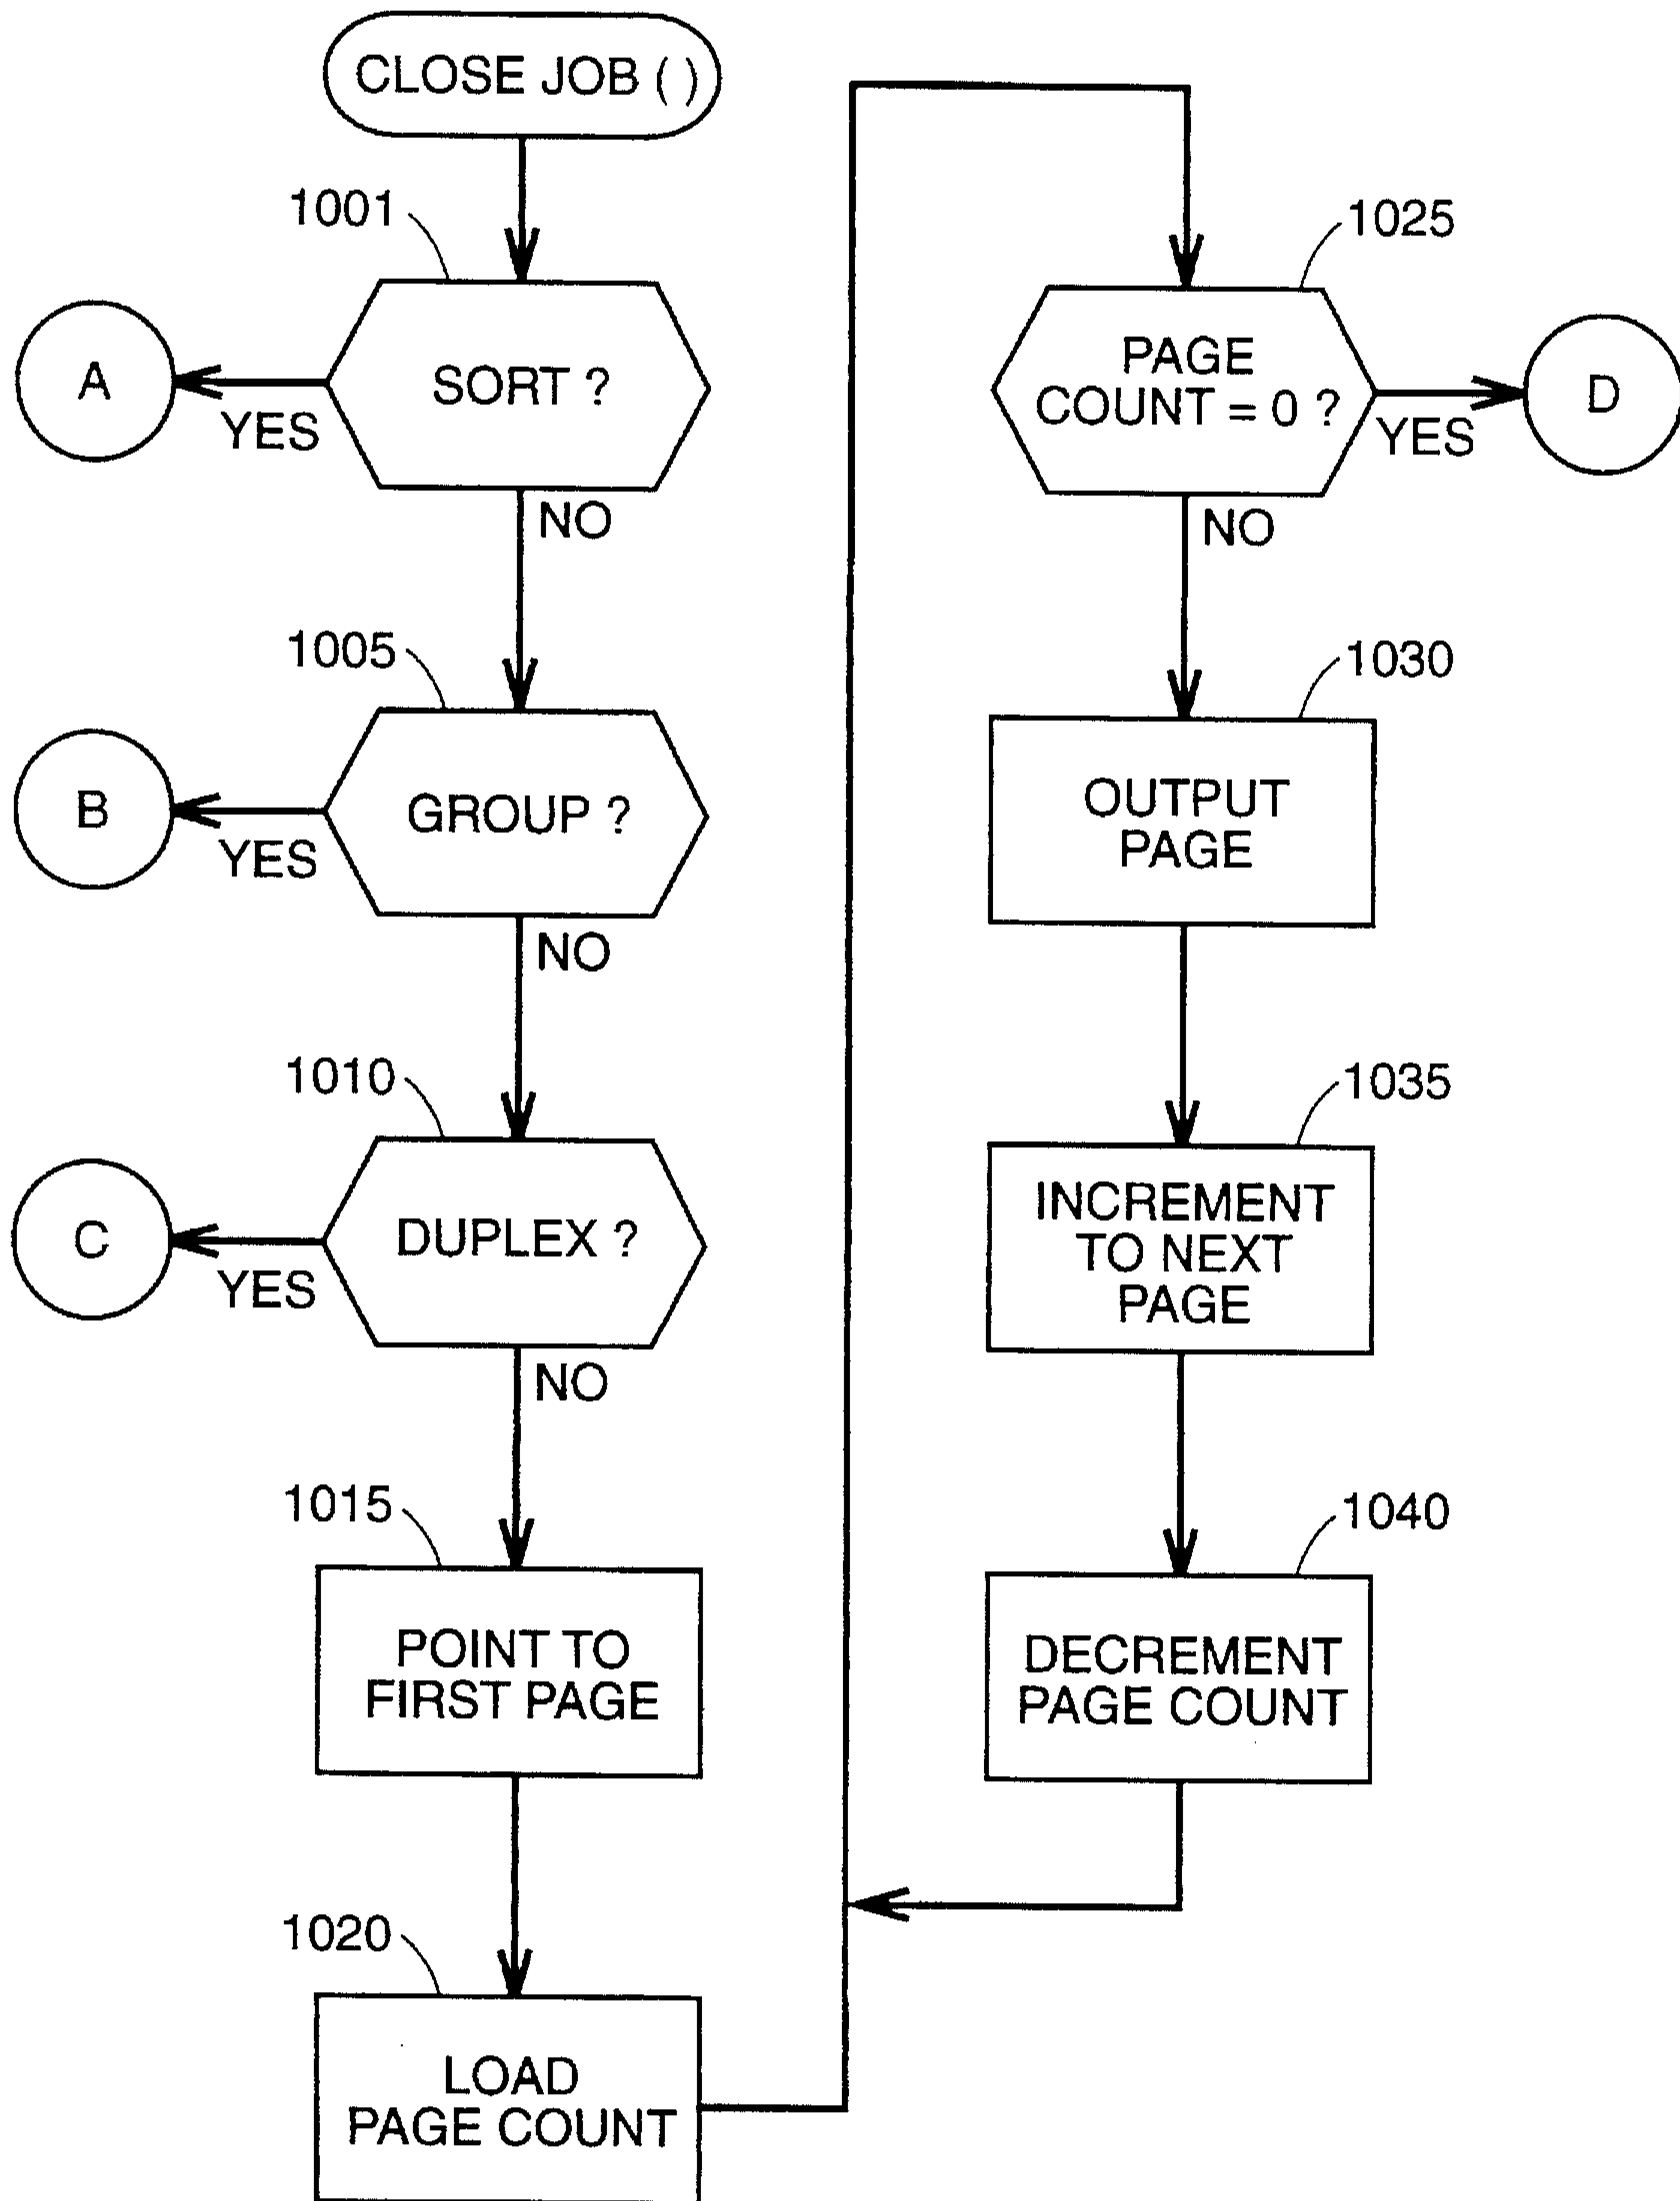 CLOSE JOB ( )
1001
SORT ?
A
YES
NO
1005
GROUP ?
B
YES
NO
1010
DUPLEX ?
C
YES
NO
1015
POINT TO
FIRST PAGE
1020
LOAD
PAGE COUNT
1025
PAGE
COUNT = 0 ?
D
YES
NO
1030
OUTPUT
PAGE
1035
INCREMENT
TO NEXT
PAGE
1040
DECREMENT
PAGE COUNT